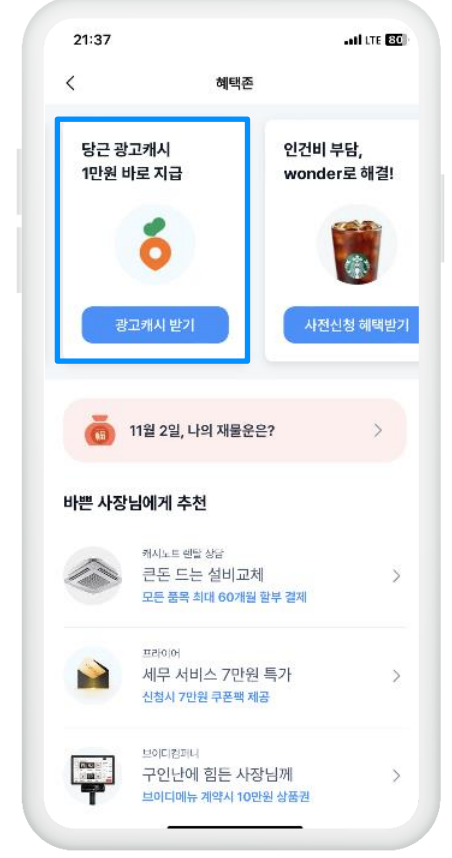 21:37
LTE 80
혜택존
당근 광고캐시
1만원 바로 지급
광고캐시 받기
인건비 부담,
wonder로 해결!
사전신청 혜택받기
福
11월 2일, 나의 재물운은?
바쁜 사장님에게 추천
캐시노트 렌탈 상담
큰돈 드는 설비교체
모든 품목 최대 60개월 할부 결제
프라이어
세무 서비스 7만원 특가
신청시 7만원 쿠폰팩 제공
브이디컴퍼니
구인난에 힘든 사장님께
브이디메뉴 계약시 10만원 상품권